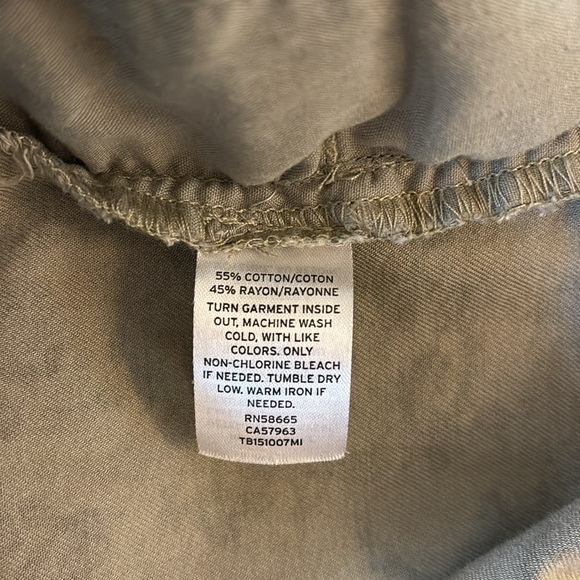 55% COTTON/COTON
45% RAYON/RAYONNE
TURN GARMENT INSIDE
OUT, MACHINE WASH
COLD, WITH LIKE
COLORS. ONLY
NON-CHLORINE BLEACH
IF NEEDED. TUMBLE DRY
LOW. WARM IRON IF
NEEDED.
RN58665
CA57963
TB151007MI